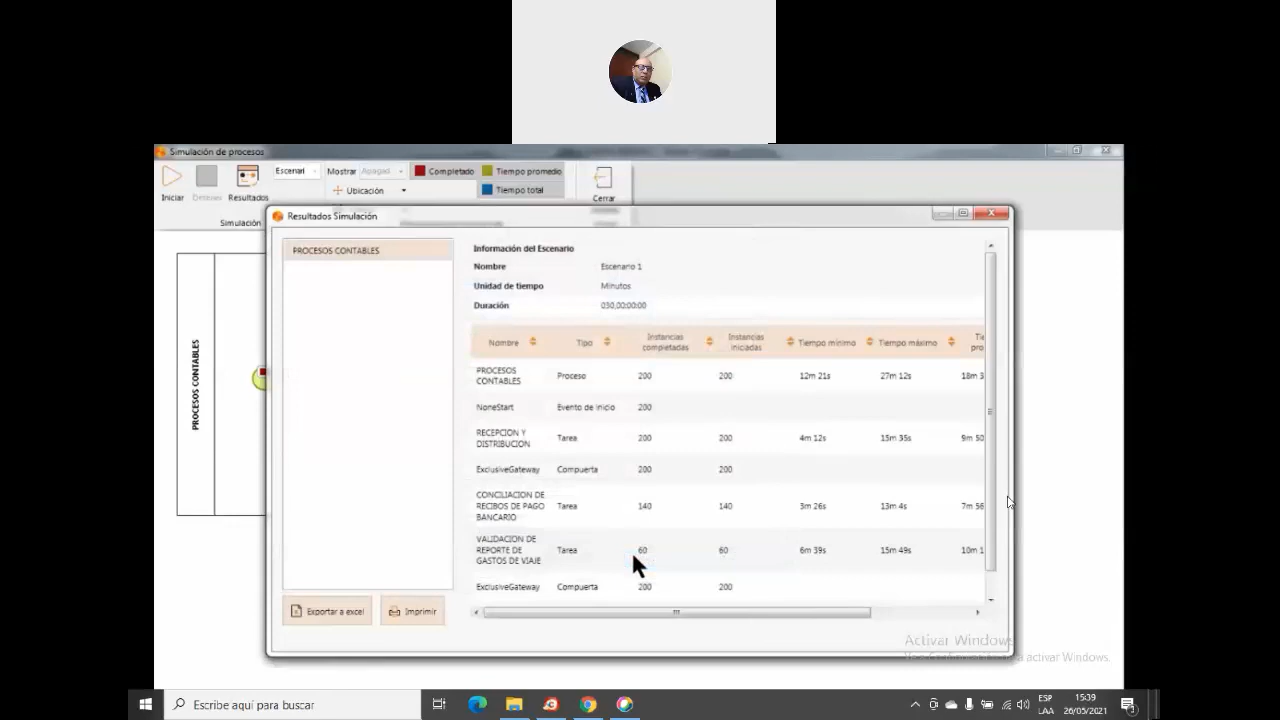 Simulación de procesos
Iniciar
Resultados
Escenari
Mostrar
Apagad
Ubicación
Completado
Tiempo promedio
Tiempo total
Cerrar
Simulación
Resultados Simulación
PROCESOS CONTABLES
PROCESOS CONTABLES
Información del Escenario
Nombre Escenario 1
Unidad de tiempo Minutos
Duración 030,00:00:00
Nombre Tipo Instancias completadas Instancias iniciadas Tiempo mínimo Tiempo máximo
PROCESOS CONTABLES Proceso 200 200 12m 21s 27m 12s 18m 3
NoneStart Evento de inicio 200
RECEPCION Y DISTRIBUCION Tarea 200 200 4m 12s 15m 35s 9m 50
ExclusiveGateway Compuerta 200 200
CONCILIACION DE RECIBOS DE PAGO BANCARIO Tarea 140 140 3m 26s 13m 4s 7m 56
VALIDACION DE REPORTE DE GASTOS DE VIAJE Tarea 60 60 6m 39s 15m 49s 10m 1
ExclusiveGateway Compuerta 200 200
Exportar a excel
Imprimir
Activar Windows
a activar Windows.
Escribe aquí para buscar
ESP
LAA
15:39
26/05/2021